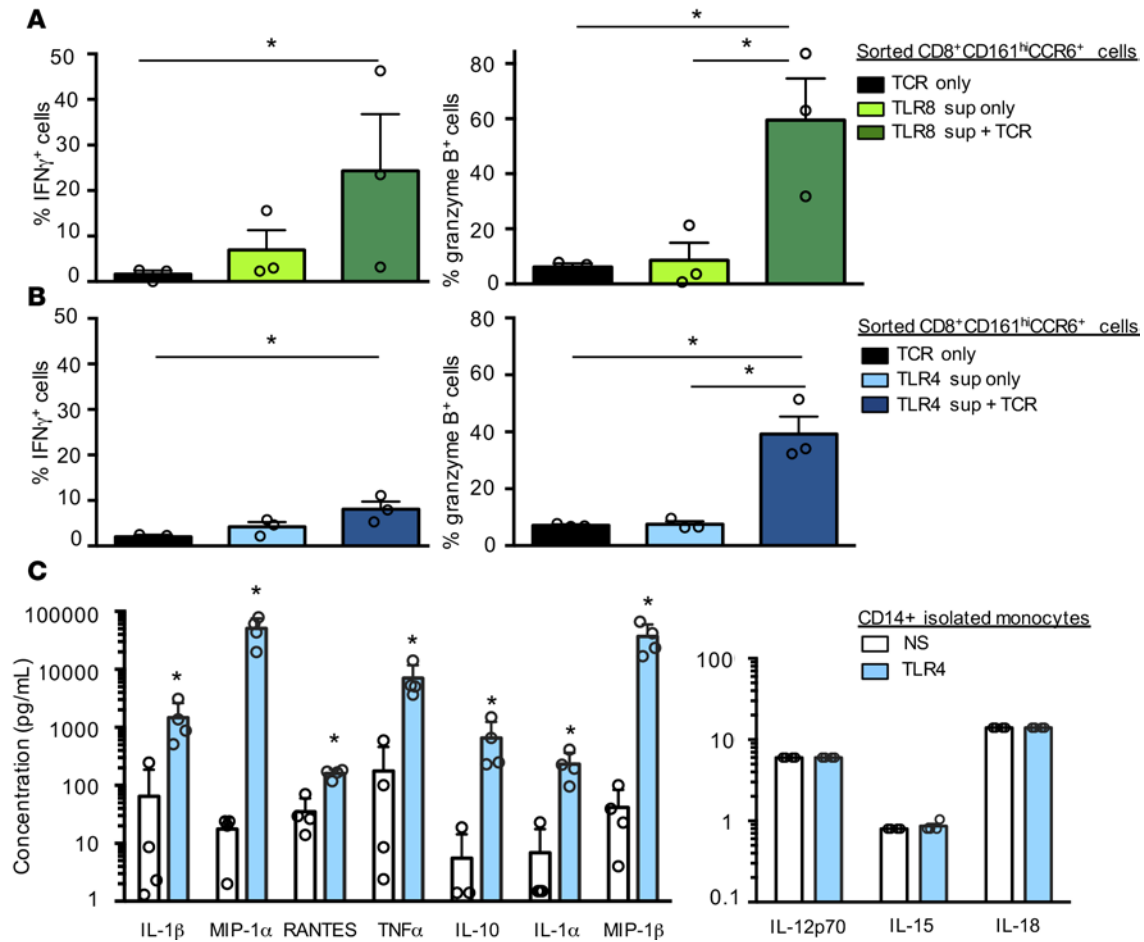 A
% IFNγ⁺ cells
50
40
30
20
10
0
*
% granzyme B⁺ cells
80
60
40
20
0
*
*
Sorted CD8⁺CD161ʰⁱCCR6⁺ cells
TCR only
TLR8 sup only
TLR8 sup + TCR
B
% IFNγ⁺ cells
50
40
30
20
10
0
*
% granzyme B⁺ cells
80
60
40
20
0
*
*
Sorted CD8⁺CD161ʰⁱCCR6⁺ cells
TCR only
TLR4 sup only
TLR4 sup + TCR
C
Concentration (pg/mL)
100000
10000
1000
100
10
1
* * * * * * *
IL-1β MIP-1α RANTES TNFα IL-10 IL-1α MIP-1β
100
10
1
0.1
IL-12p70 IL-15 IL-18
CD14+ isolated monocytes
NS
TLR4